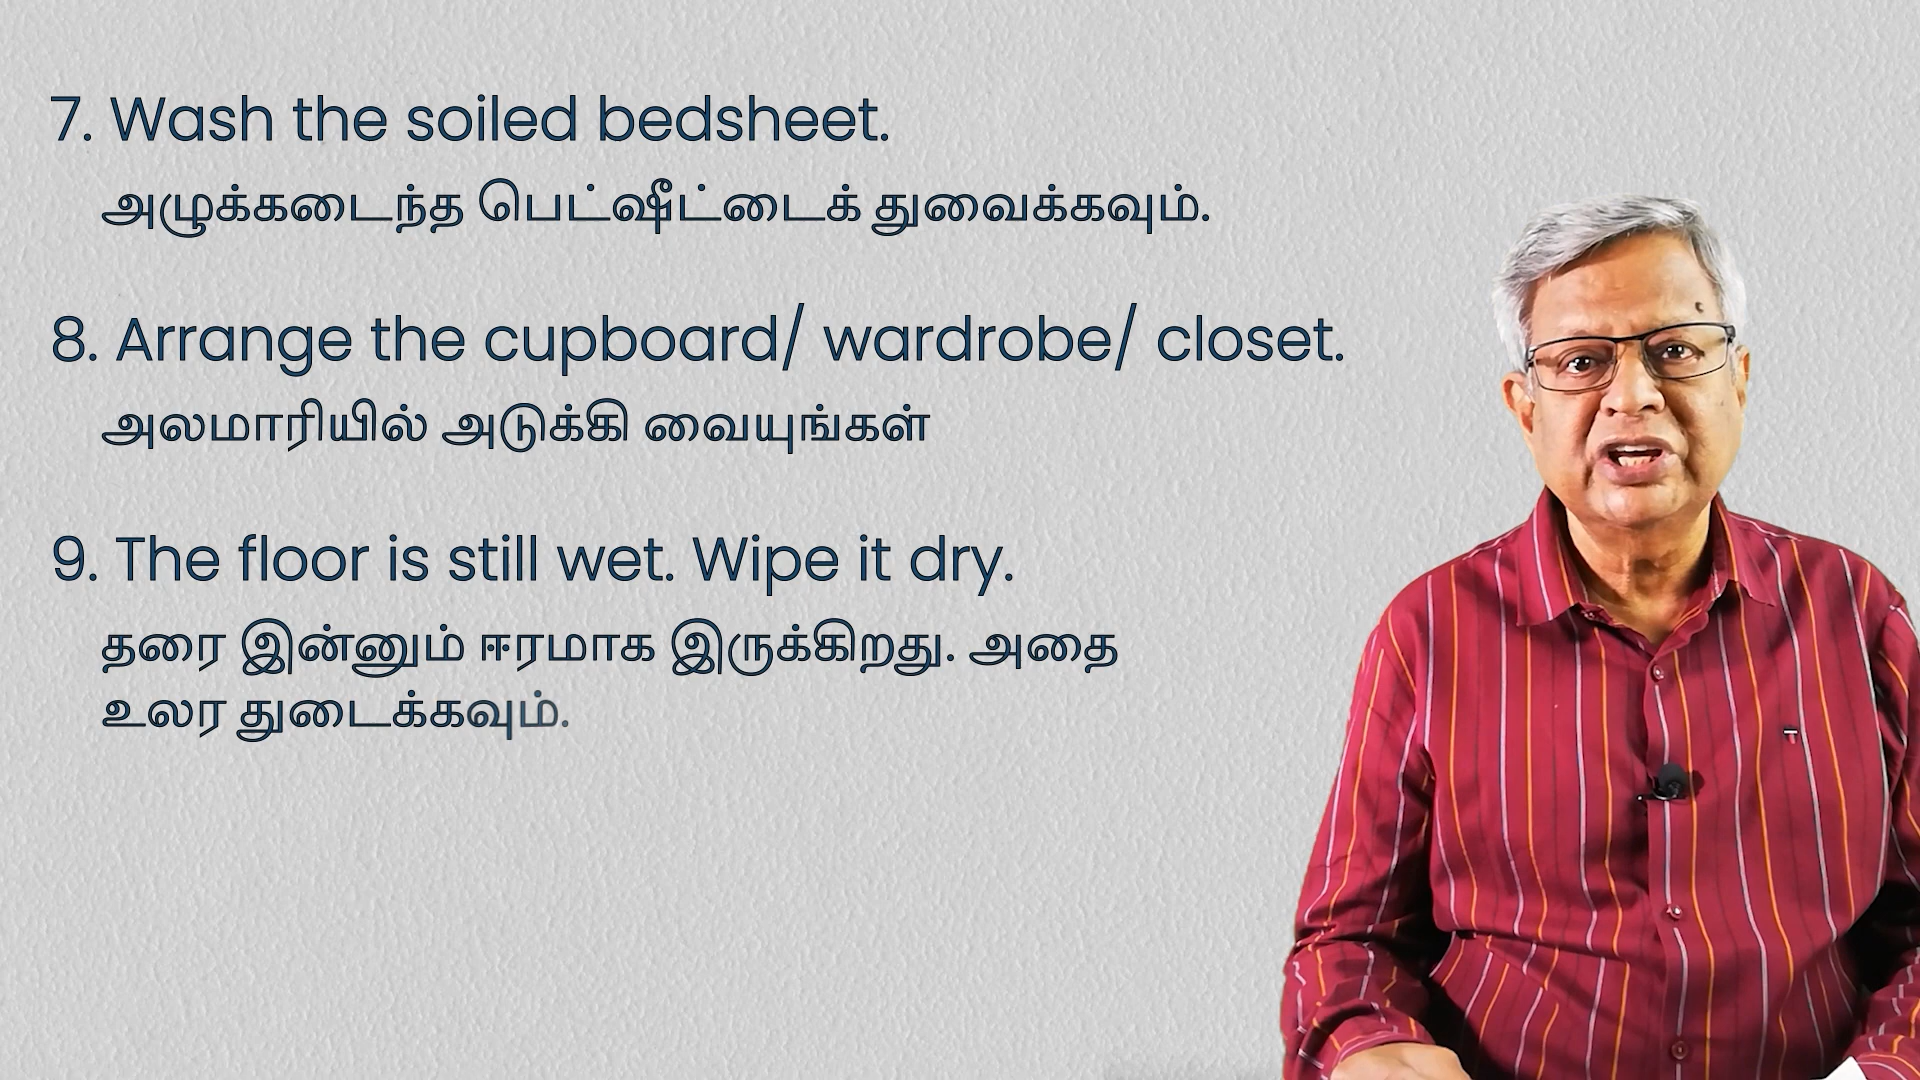 7. Wash the soiled bedsheet.
அழுக்கடைந்த பெட்ஷீட்டைக் துவைக்கவும்.
8. Arrange the cupboard/ wardrobe/ closet.
அலமாரியில் அடுக்கி வையுங்கள்
9. The floor is still wet. Wipe it dry.
தரை இன்னும் ஈரமாக இருக்கிறது. அதை
உலர துடைக்கவும்.